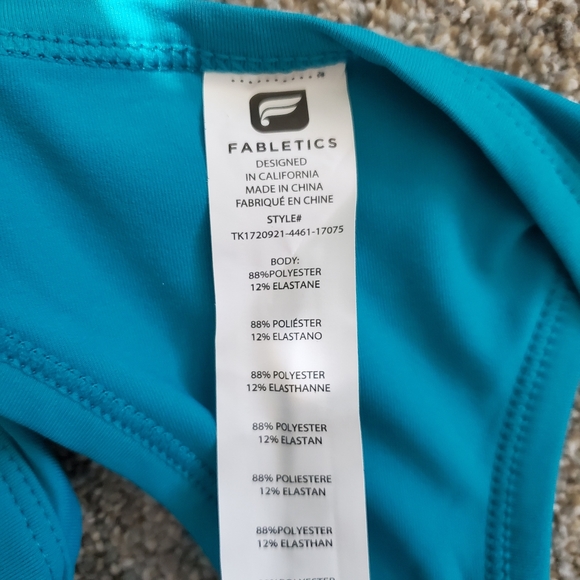 FABLETICS
DESIGNED
IN CALIFORNIA
MADE IN CHINA
FABRIQUÉ EN CHINE
STYLE#
TK1720921-4461-17075
BODY:
88%POLYESTER
12% ELASTANE
88% POLIÉSTER
12% ELASTANO
88% POLYESTER
12% ELASTHANNE
88% POLYESTER
12% ELASTAN
88% POLIESTERE
12% ELASTAN
88%POLYESTER
12% ELASTHAN